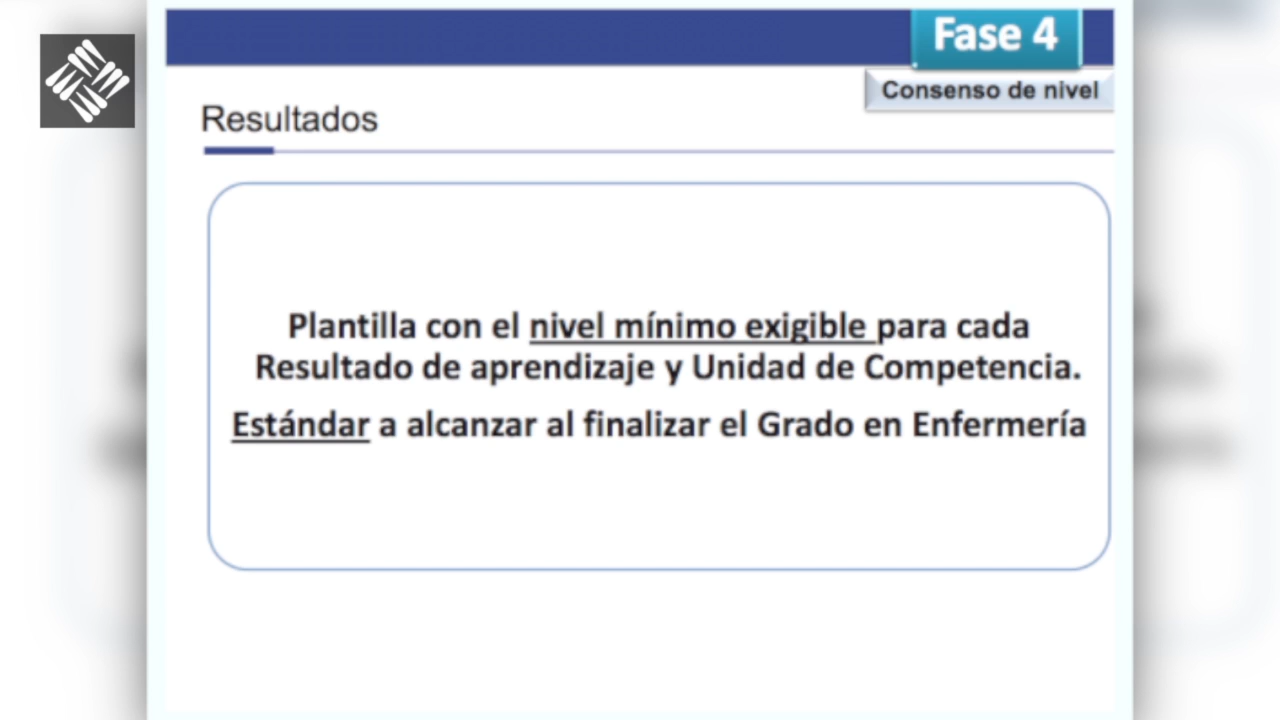 Fase 4
Consenso de nivel
Resultados
Plantilla con el nivel mínimo exigible para cada
Resultado de aprendizaje y Unidad de Competencia.
Estándar a alcanzar al finalizar el Grado en Enfermería